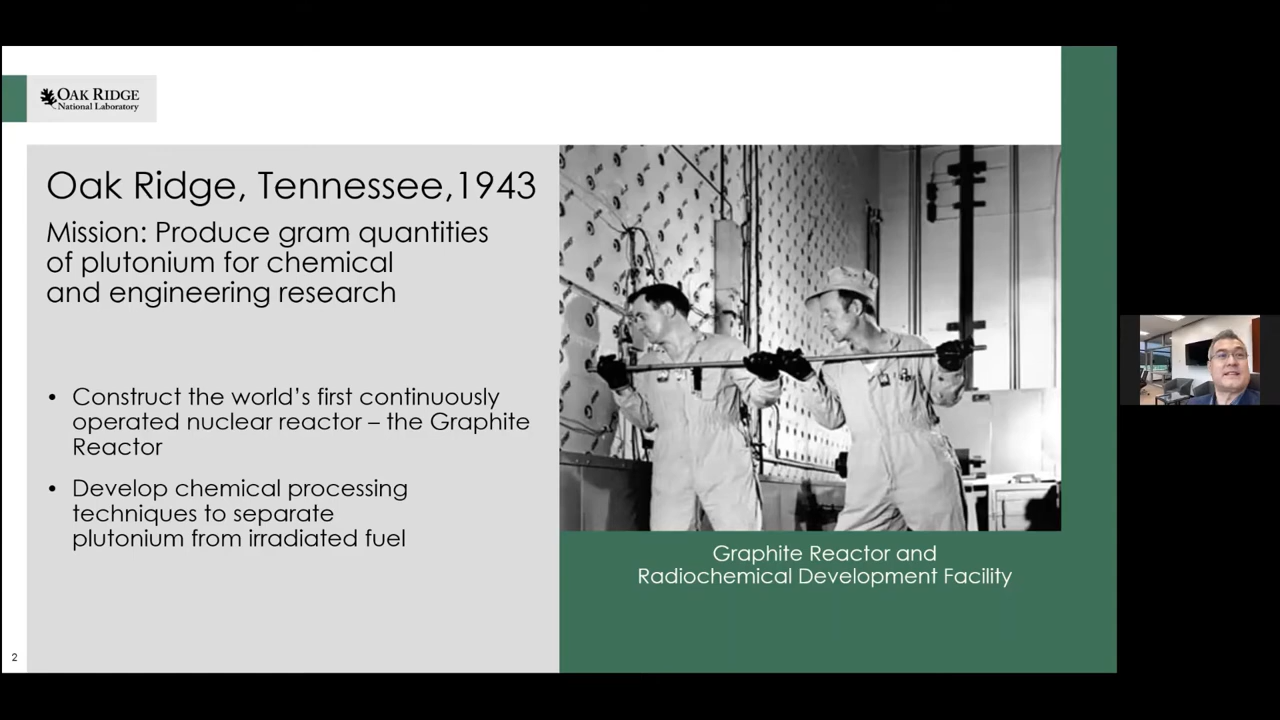 OAK RIDGE
National Laboratory
Oak Ridge, Tennessee,1943
Mission: Produce gram quantities
of plutonium for chemical
and engineering research
• Construct the world’s first continuously
operated nuclear reactor – the Graphite
Reactor
• Develop chemical processing
techniques to separate
plutonium from irradiated fuel
Graphite Reactor and
Radiochemical Development Facility
2